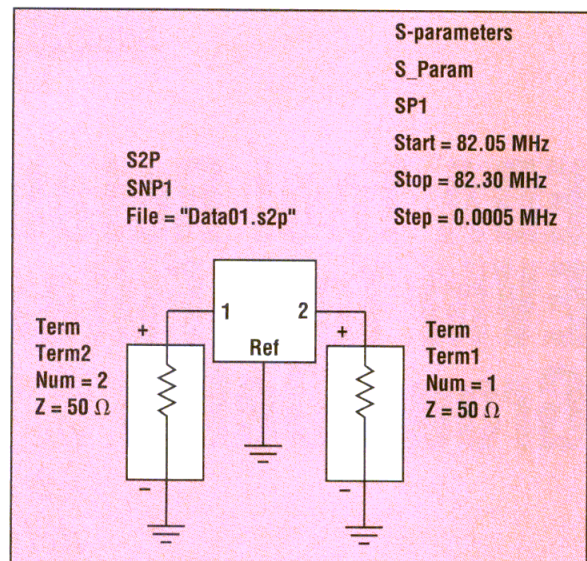 S-parameters
S_Param
SP1
Start = 82.05 MHz
Stop = 82.30 MHz
Step = 0.0005 MHz
S2P
SNP1
File = "Data01.s2p"
1
2
Ref
Term
Term2
Num = 2
Z = 50 Ω
+
−
+
−
Term
Term1
Num = 1
Z = 50 Ω